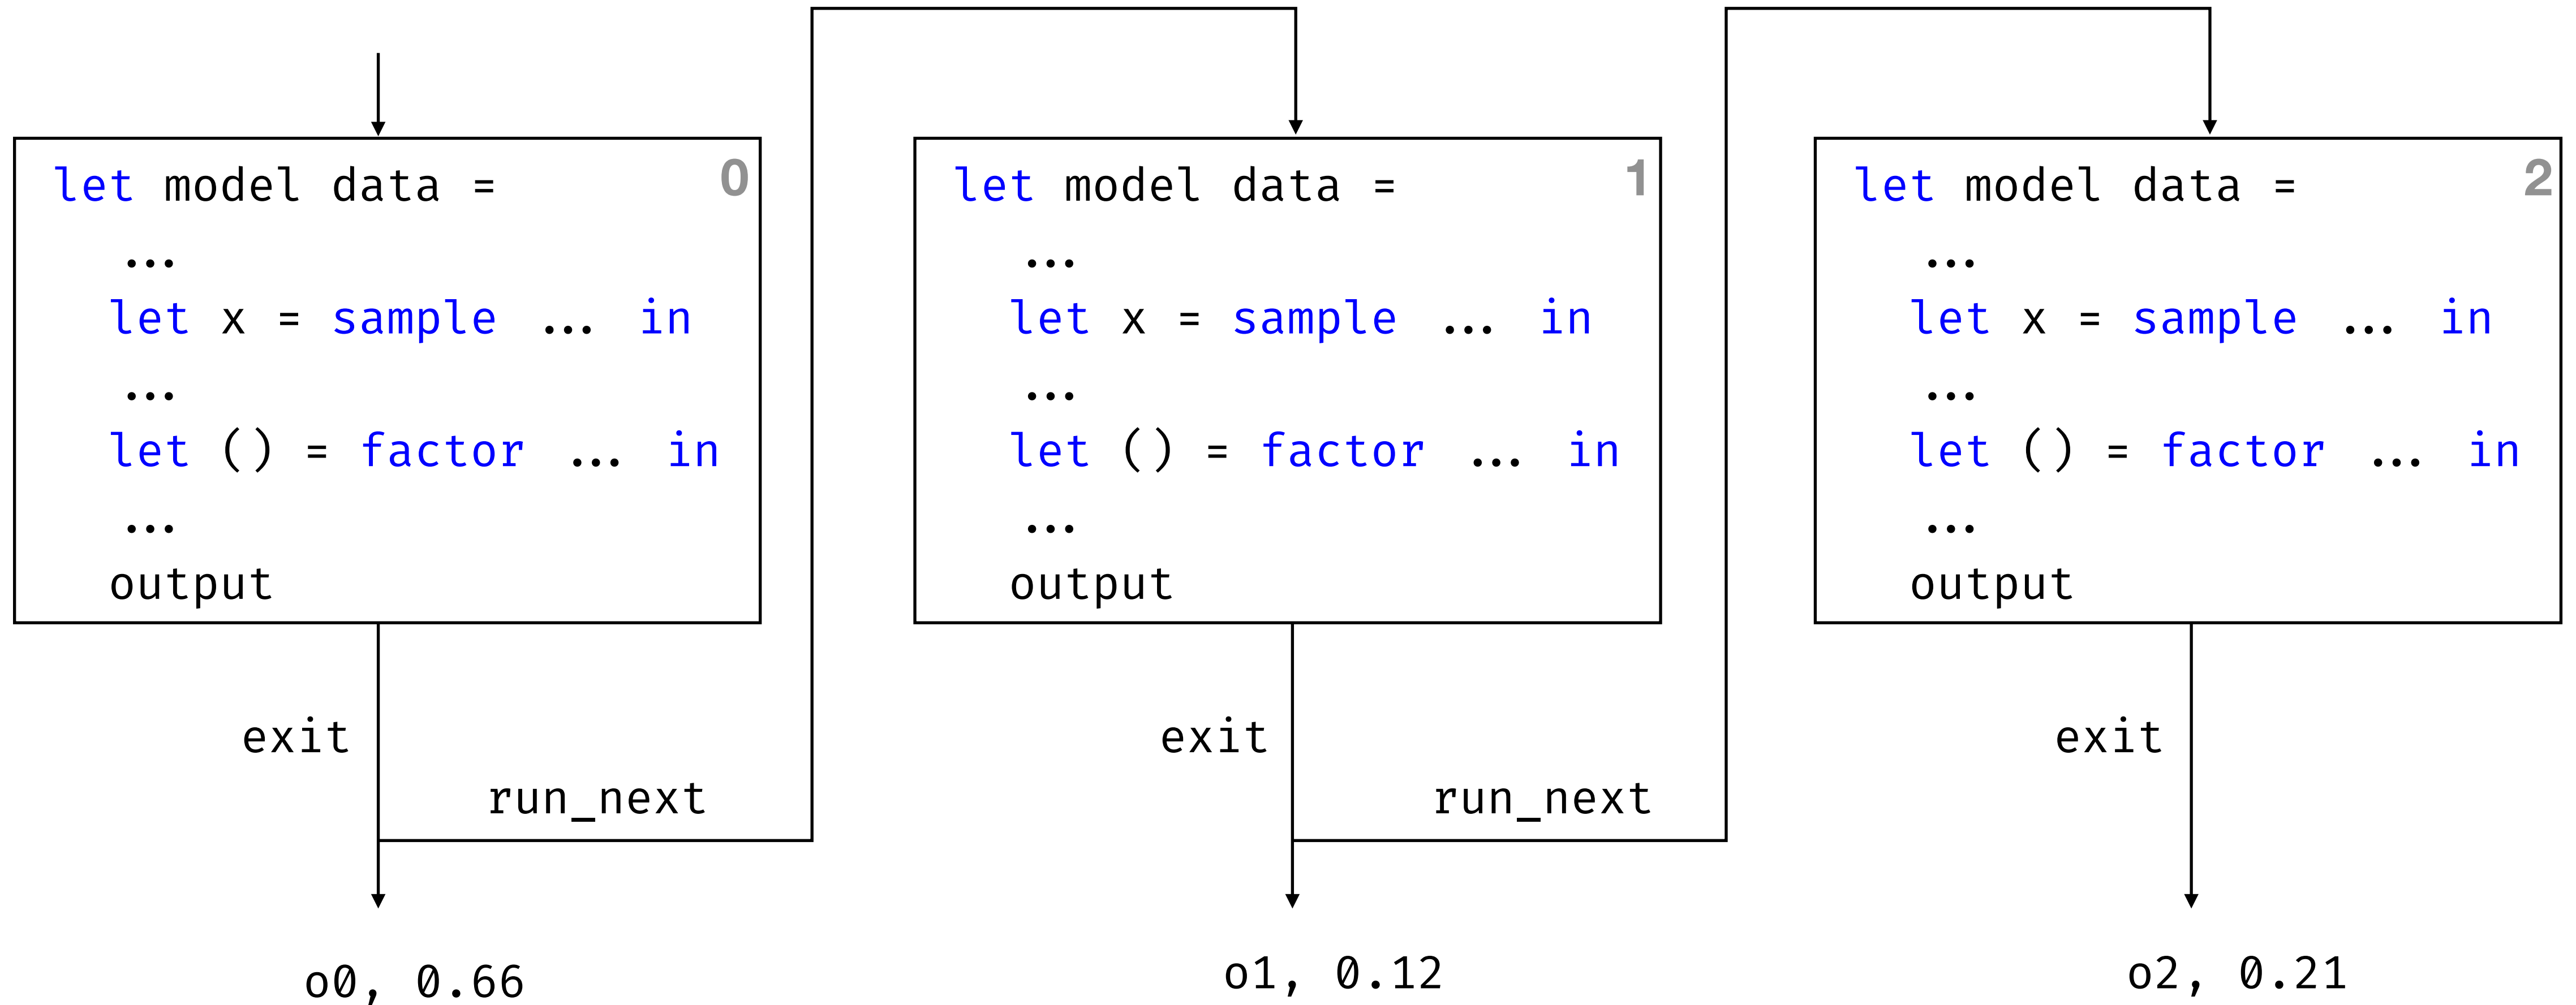 let model data = 0
...
let x = sample ... in
...
let () = factor ... in
...
output
exit
run_next
o0, 0.66
let model data = 1
...
let x = sample ... in
...
let () = factor ... in
...
output
exit
run_next
o1, 0.12
let model data = 2
...
let x = sample ... in
...
let () = factor ... in
...
output
exit
o2, 0.21